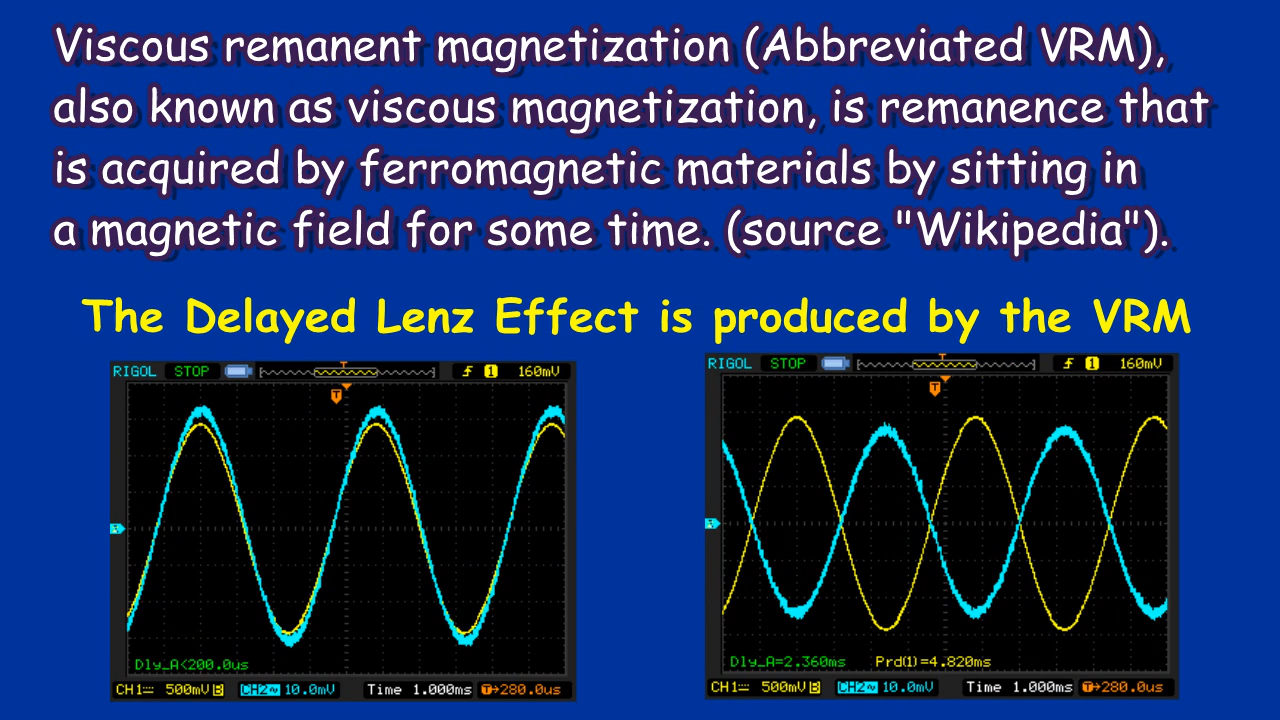 Viscous remanent magnetization (Abbreviated VRM),
also known as viscous magnetization, is remanence that
is acquired by ferromagnetic materials by sitting in
a magnetic field for some time. (source "Wikipedia").
The Delayed Lenz Effect is produced by the VRM
RIGOL STOP T 1 160mV
T
Dly_A<200.0us
CH1 500mV B CH2 10.0mV Time 1.000ms T→280.0us
RIGOL STOP T 1 160mV
T
Dly_A=2.360ms Prd(1)=4.820ms
CH1 500mV B CH2 10.0mV Time 1.000ms T→280.0us